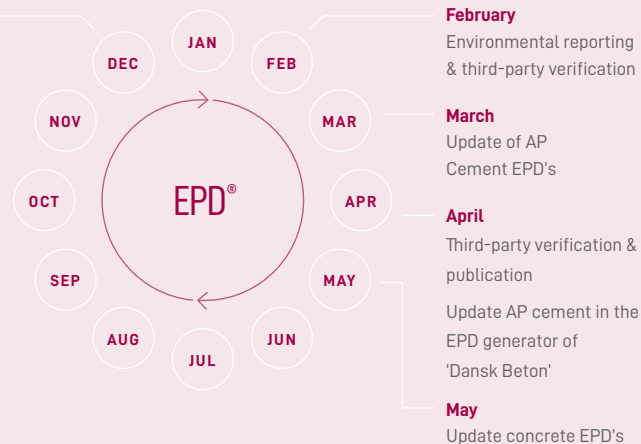 JAN
FEB
MAR
APR
MAY
JUN
JUL
AUG
SEP
OCT
NOV
DEC
EPD®
February
Environmental reporting
& third-party verification
March
Update of AP
Cement EPD's
April
Third-party verification &
publication
Update AP cement in the
EPD generator of
'Dansk Beton'
May
Update concrete EPD's